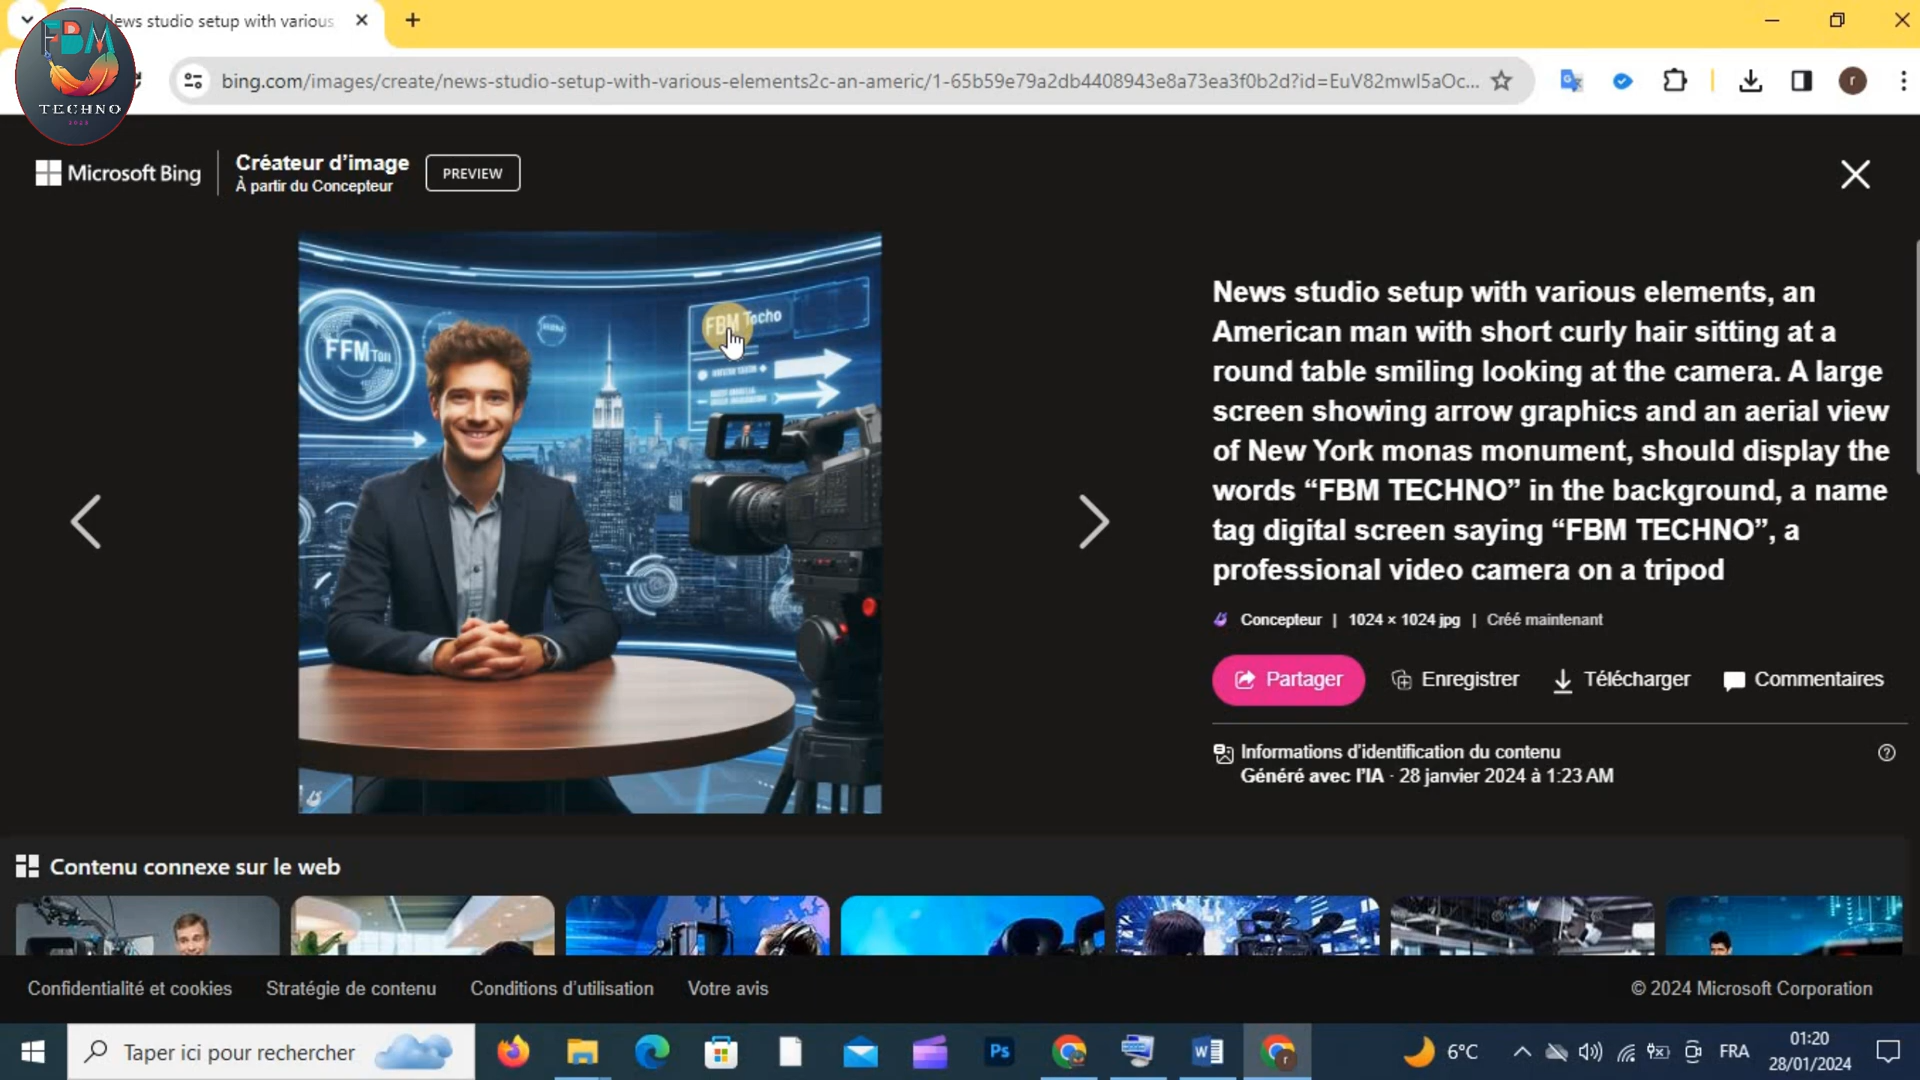 News studio setup with various
FBM
TECHNO
2023
bing.com/images/create/news-studio-setup-with-various-elements2c-an-americ/1-65b59e79a2db4408943e8a73ea3f0b2d?id=EuV82mwI5aOc...
r
Microsoft Bing
Créateur d’image
À partir du Concepteur
PREVIEW
FFM Ton
FBM Techo
News studio setup with various elements, an
American man with short curly hair sitting at a
round table smiling looking at the camera. A large
screen showing arrow graphics and an aerial view
of New York monas monument, should display the
words “FBM TECHNO” in the background, a name
tag digital screen saying “FBM TECHNO”, a
professional video camera on a tripod
Concepteur | 1024 × 1024 jpg | Créé maintenant
Partager Enregistrer Télécharger Commentaires
Informations d’identification du contenu
Généré avec l’IA · 28 janvier 2024 à 1:23 AM
Contenu connexe sur le web
Confidentialité et cookies Stratégie de contenu Conditions d’utilisation Votre avis © 2024 Microsoft Corporation
Taper ici pour rechercher
Ps
W
r
6°C
FRA
01:20
28/01/2024